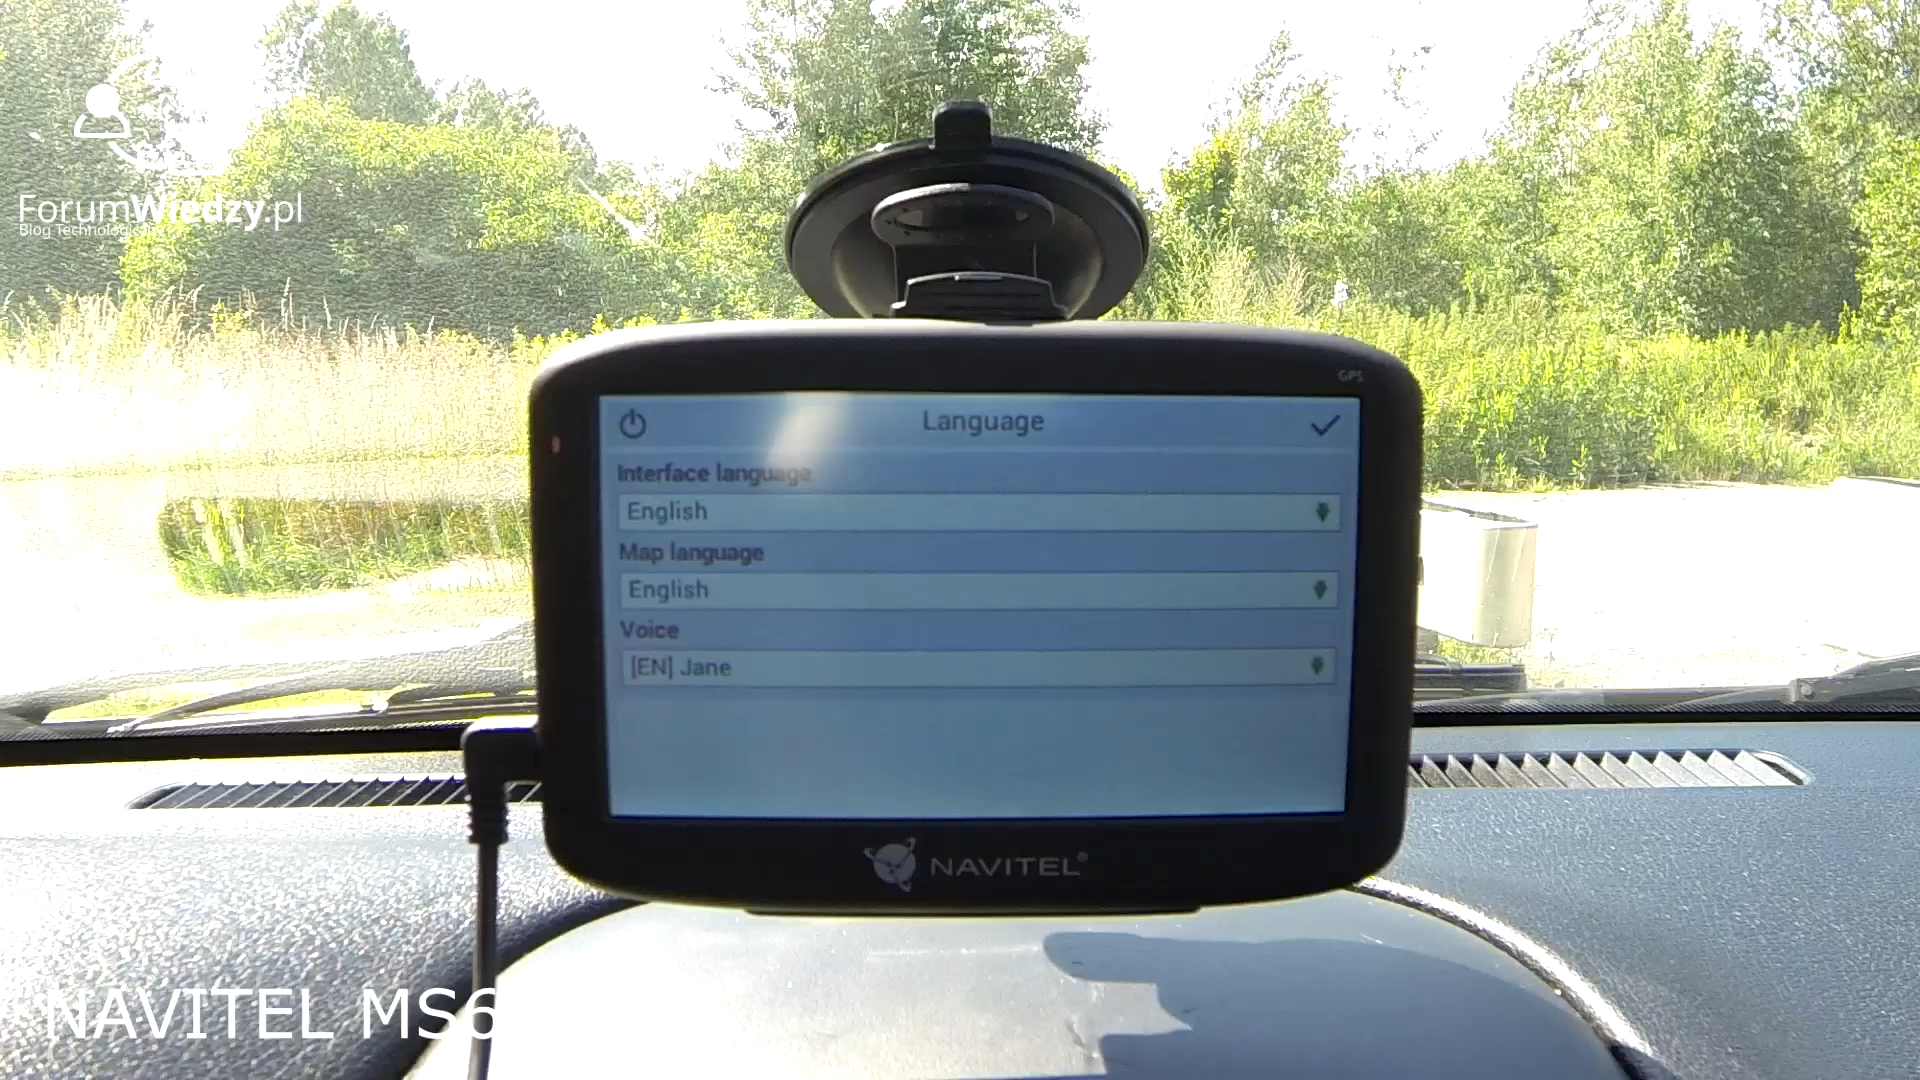 ForumWiedzy.pl
Blog Technologiczny
GPS
Language
Interface language
English
Map language
English
Voice
[EN] Jane
NAVITEL®
NAVITEL MS6